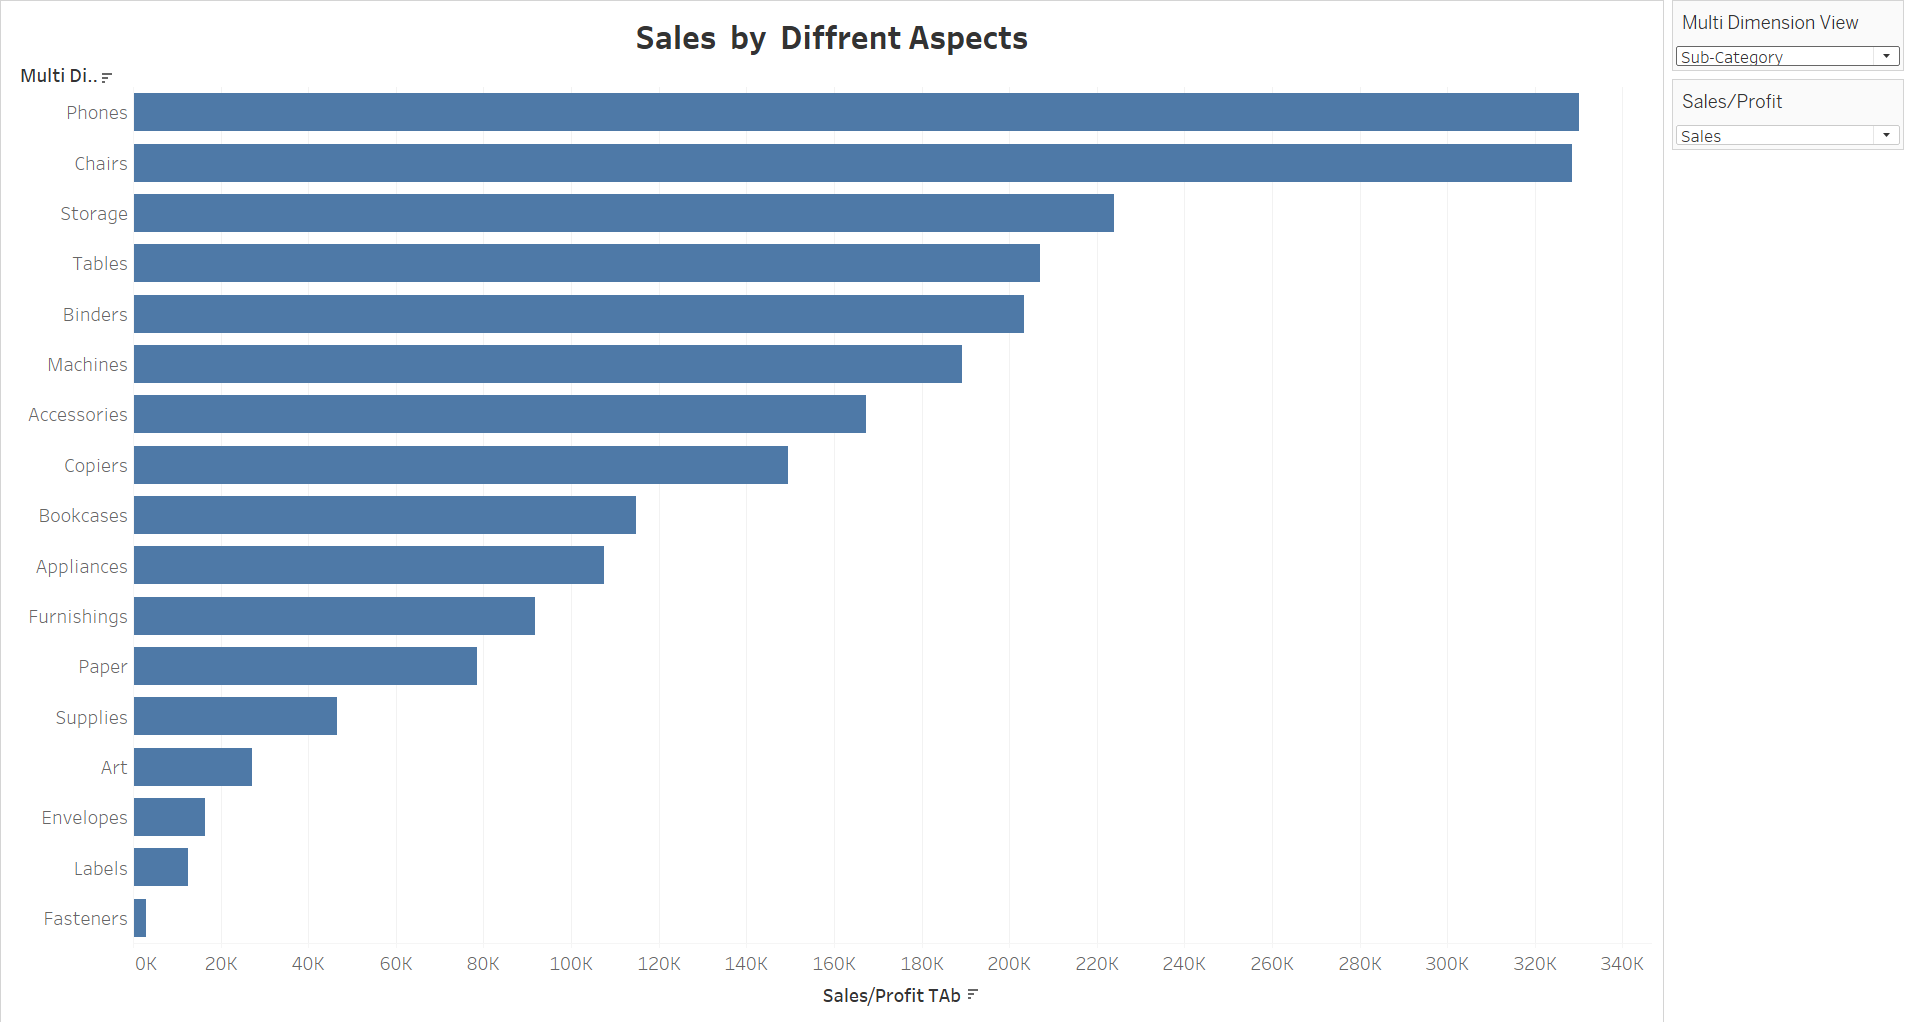 Sales by Diffrent Aspects
Multi Di..
Phones
Chairs
Storage
Tables
Binders
Machines
Accessories
Copiers
Bookcases
Appliances
Furnishings
Paper
Supplies
Art
Envelopes
Labels
Fasteners
0K 20K 40K 60K 80K 100K 120K 140K 160K 180K 200K 220K 240K 260K 280K 300K 320K 340K
Sales/Profit TAb
Multi Dimension View
Sub-Category
Sales/Profit
Sales